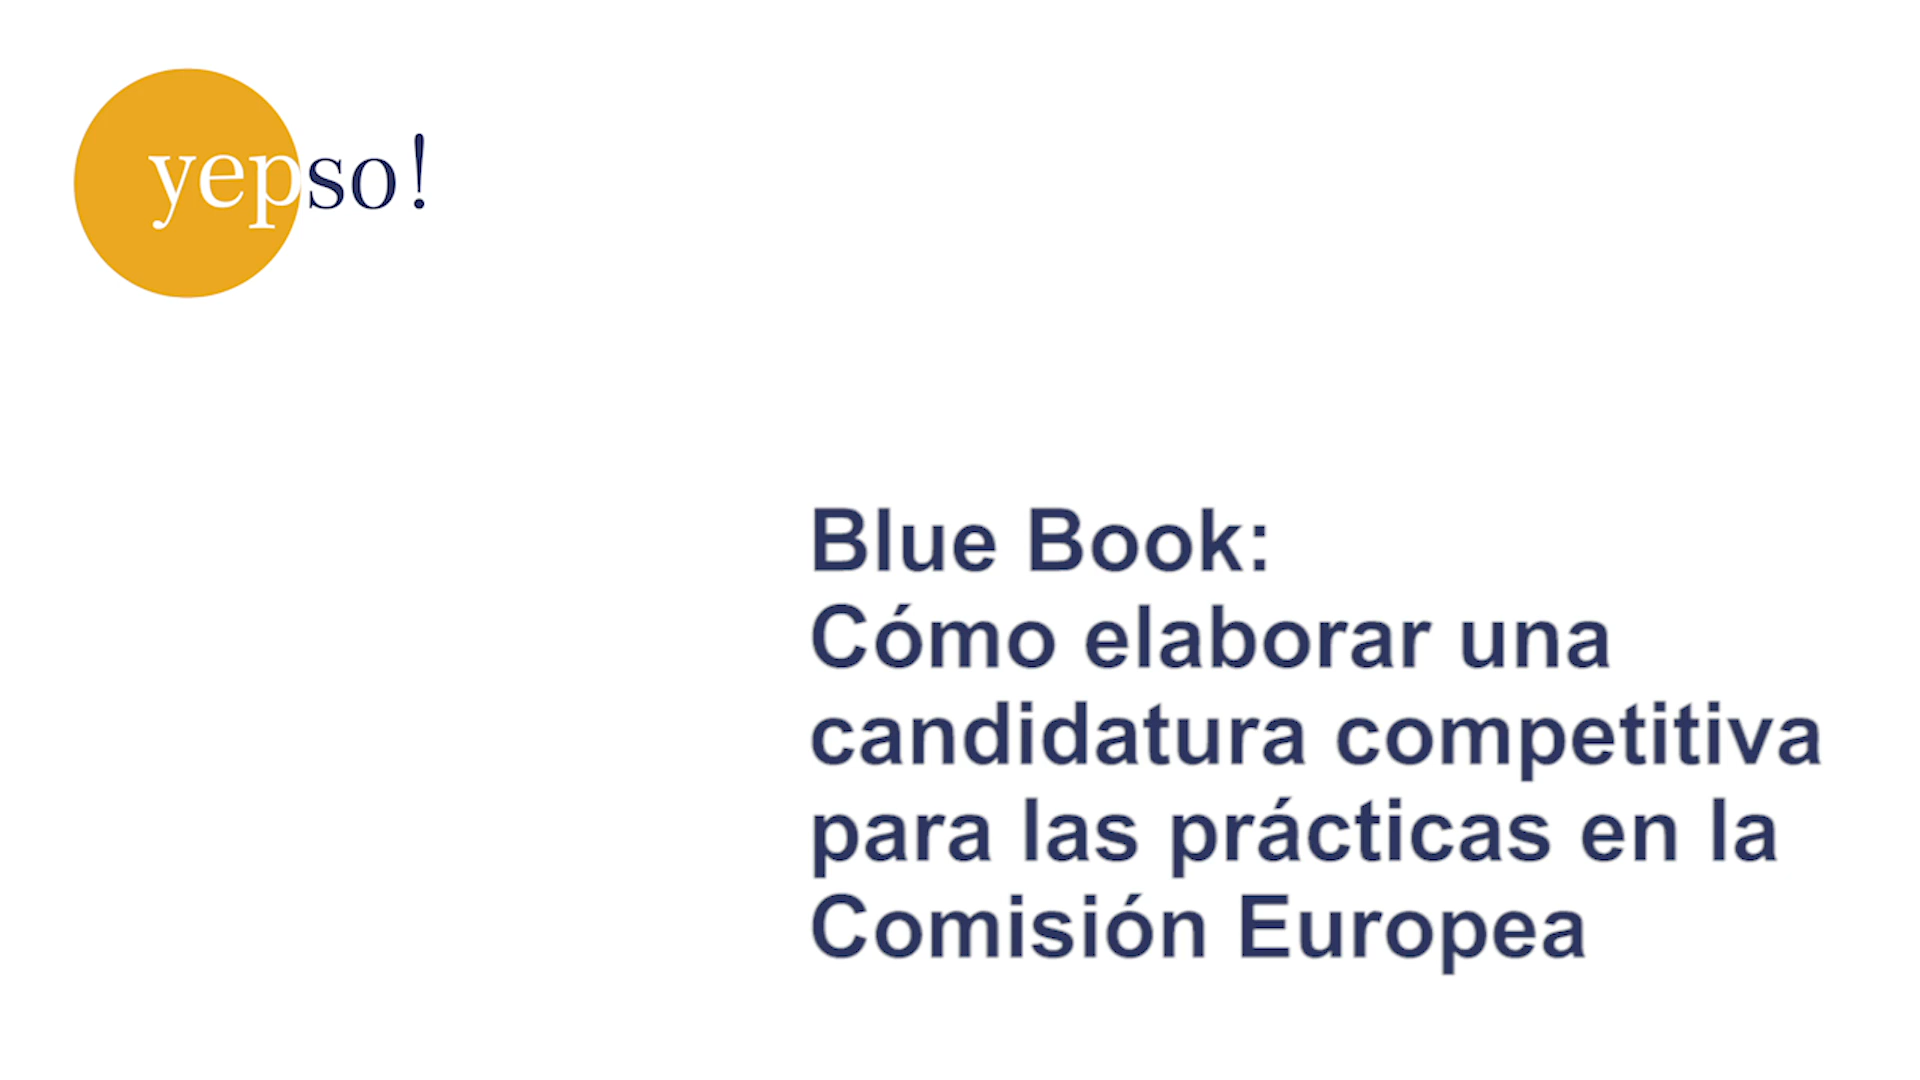 yepso!
Blue Book:
Cómo elaborar una
candidatura competitiva
para las prácticas en la
Comisión Europea